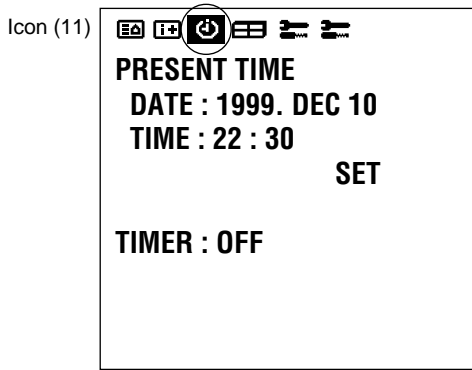 Icon (11)
PRESENT TIME
DATE : 1999. DEC 10
TIME : 22 : 30
SET
TIMER : OFF